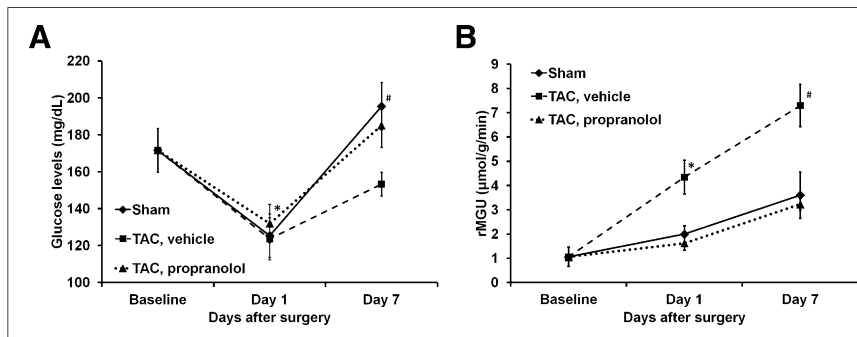 A
Glucose levels (mg/dL)
220
200
180
160
140
120
100
*
#
Sham
TAC, vehicle
TAC, propranolol
Baseline
Day 1
Day 7
Days after surgery
B
rMGU (μmol/g/min)
9
8
7
6
5
4
3
2
1
0
Sham
TAC, vehicle
TAC, propranolol
*
#
Baseline
Day 1
Day 7
Days after surgery